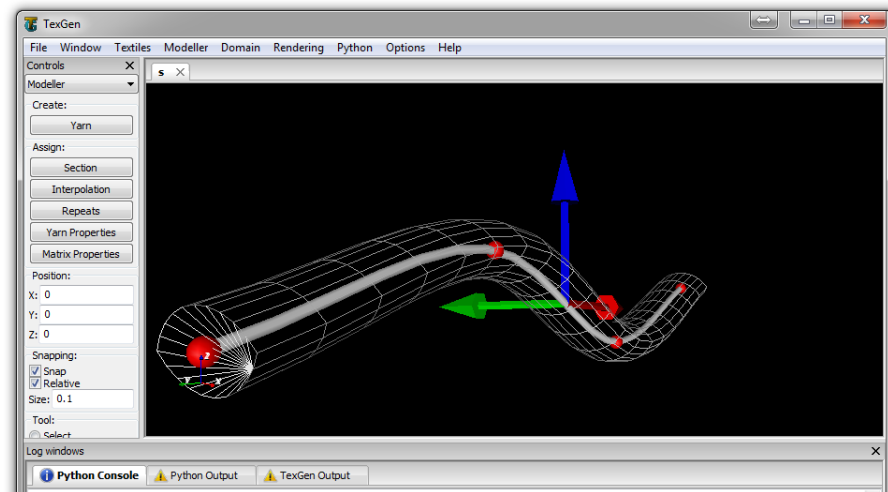 TexGen
File Window Textiles Modeller Domain Rendering Python Options Help
Controls
s
Modeller
Create:
Yarn
Assign:
Section
Interpolation
Repeats
Yarn Properties
Matrix Properties
Position:
X: 0
Y: 0
Z: 0
Snapping:
Snap
Relative
Size: 0.1
Tool:
Select
z
y x
Log windows
Python Console Python Output TexGen Output